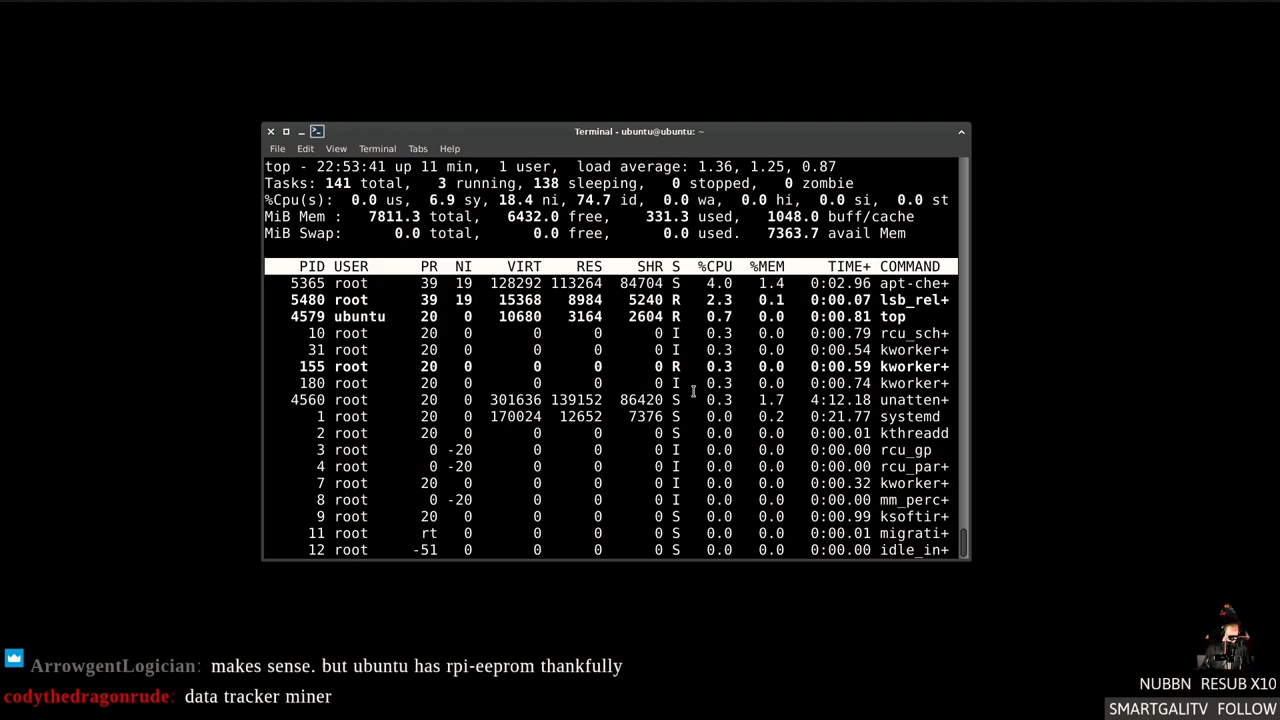 Terminal - ubuntu@ubuntu: ~
File Edit View Terminal Tabs Help
top - 22:53:41 up 11 min,  1 user,  load average: 1.36, 1.25, 0.87
Tasks: 141 total,   3 running, 138 sleeping,   0 stopped,   0 zombie
%Cpu(s):  0.0 us,  6.9 sy, 18.4 ni, 74.7 id,  0.0 wa,  0.0 hi,  0.0 si,  0.0 st
MiB Mem :   7811.3 total,   6432.0 free,    331.3 used,   1048.0 buff/cache
MiB Swap:      0.0 total,      0.0 free,      0.0 used.   7363.7 avail Mem
PID USER PR NI VIRT RES SHR S %CPU %MEM TIME+ COMMAND
5365 root 39 19 128292 113264 84704 S 4.0 1.4 0:02.96 apt-che+
5480 root 39 19 15368 8984 5240 R 2.3 0.1 0:00.07 lsb_rel+
4579 ubuntu 20 0 10680 3164 2604 R 0.7 0.0 0:00.81 top
10 root 20 0 0 0 0 I 0.3 0.0 0:00.79 rcu_sch+
31 root 20 0 0 0 0 I 0.3 0.0 0:00.54 kworker+
155 root 20 0 0 0 0 R 0.3 0.0 0:00.59 kworker+
180 root 20 0 0 0 0 I 0.3 0.0 0:00.74 kworker+
4560 root 20 0 301636 139152 86420 S 0.3 1.7 4:12.18 unatten+
1 root 20 0 170024 12652 7376 S 0.0 0.2 0:21.77 systemd
2 root 20 0 0 0 0 S 0.0 0.0 0:00.01 kthreadd
3 root 0 -20 0 0 0 I 0.0 0.0 0:00.00 rcu_gp
4 root 0 -20 0 0 0 I 0.0 0.0 0:00.00 rcu_par+
7 root 20 0 0 0 0 I 0.0 0.0 0:00.32 kworker+
8 root 0 -20 0 0 0 I 0.0 0.0 0:00.00 mm_perc+
9 root 20 0 0 0 0 S 0.0 0.0 0:00.99 ksoftir+
11 root rt 0 0 0 0 S 0.0 0.0 0:00.01 migrati+
12 root -51 0 0 0 0 S 0.0 0.0 0:00.00 idle_in+
ArrowgentLogician: makes sense. but ubuntu has rpi-eeprom thankfully
codythedragonrude: data tracker miner
NUBBN RESUB X10
SMARTGALITV FOLLOW